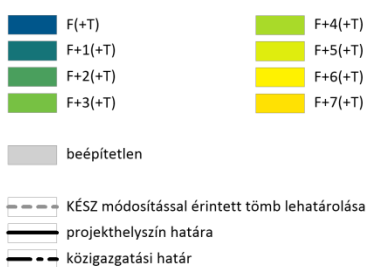 F(+T)
F+1(+T)
F+2(+T)
F+3(+T)
F+4(+T)
F+5(+T)
F+6(+T)
F+7(+T)
beépítetlen
KÉSZ módosítással érintett tömb lehatárolása
projekthelyszín határa
közigazgatási határ